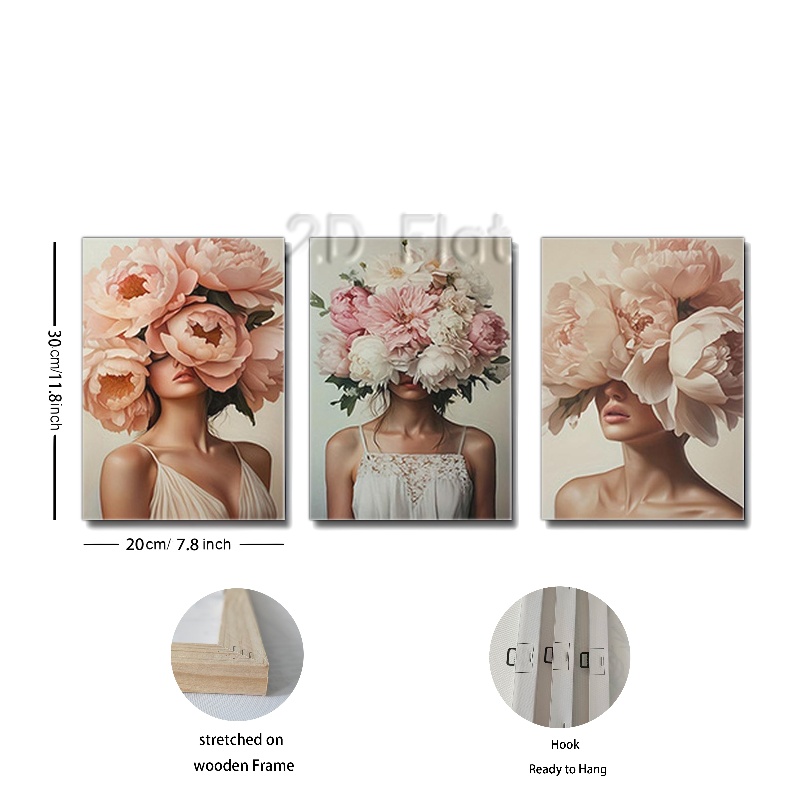 2D Flat
30cm/11.8inch
20cm/ 7.8 inch
stretched on
wooden Frame
Hook
Ready to Hang